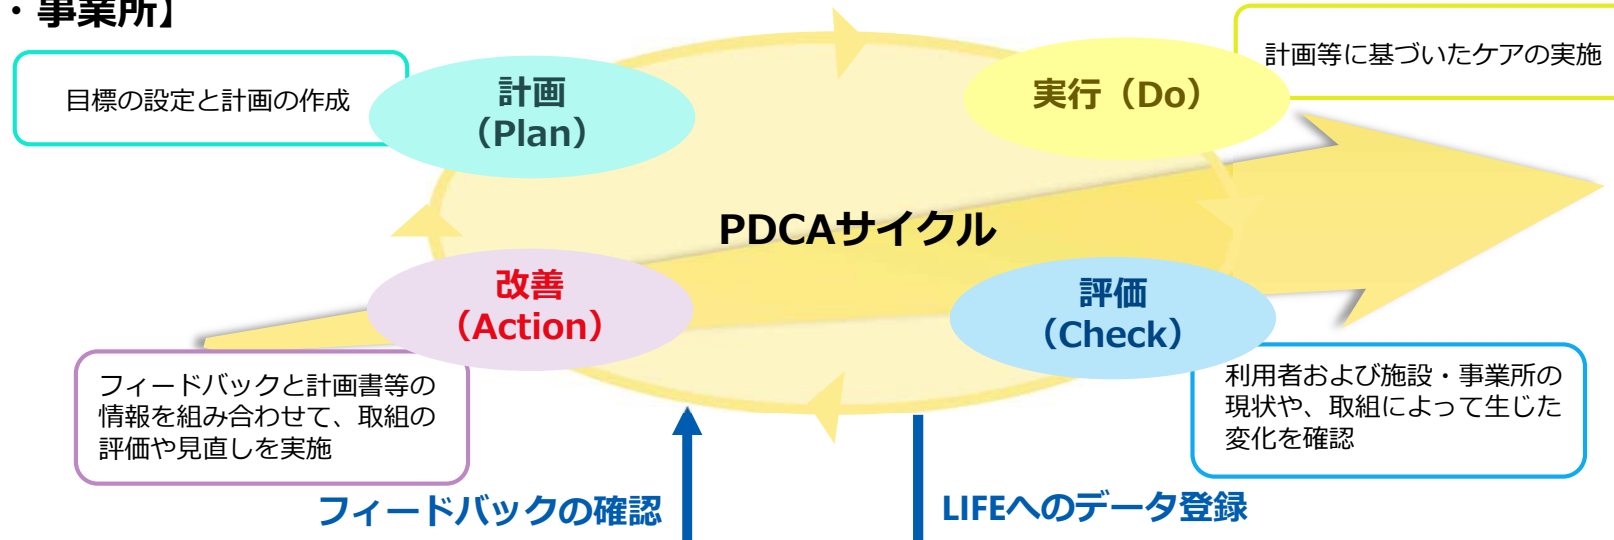 ・事業所】
目標の設定と計画の作成
計画
（Plan）
実行（Do）
計画等に基づいたケアの実施
PDCAサイクル
改善
（Action）
評価
（Check）
フィードバックと計画書等の
情報を組み合わせて、取組の
評価や見直しを実施
利用者および施設・事業所の
現状や、取組によって生じた
変化を確認
フィードバックの確認
LIFEへのデータ登録